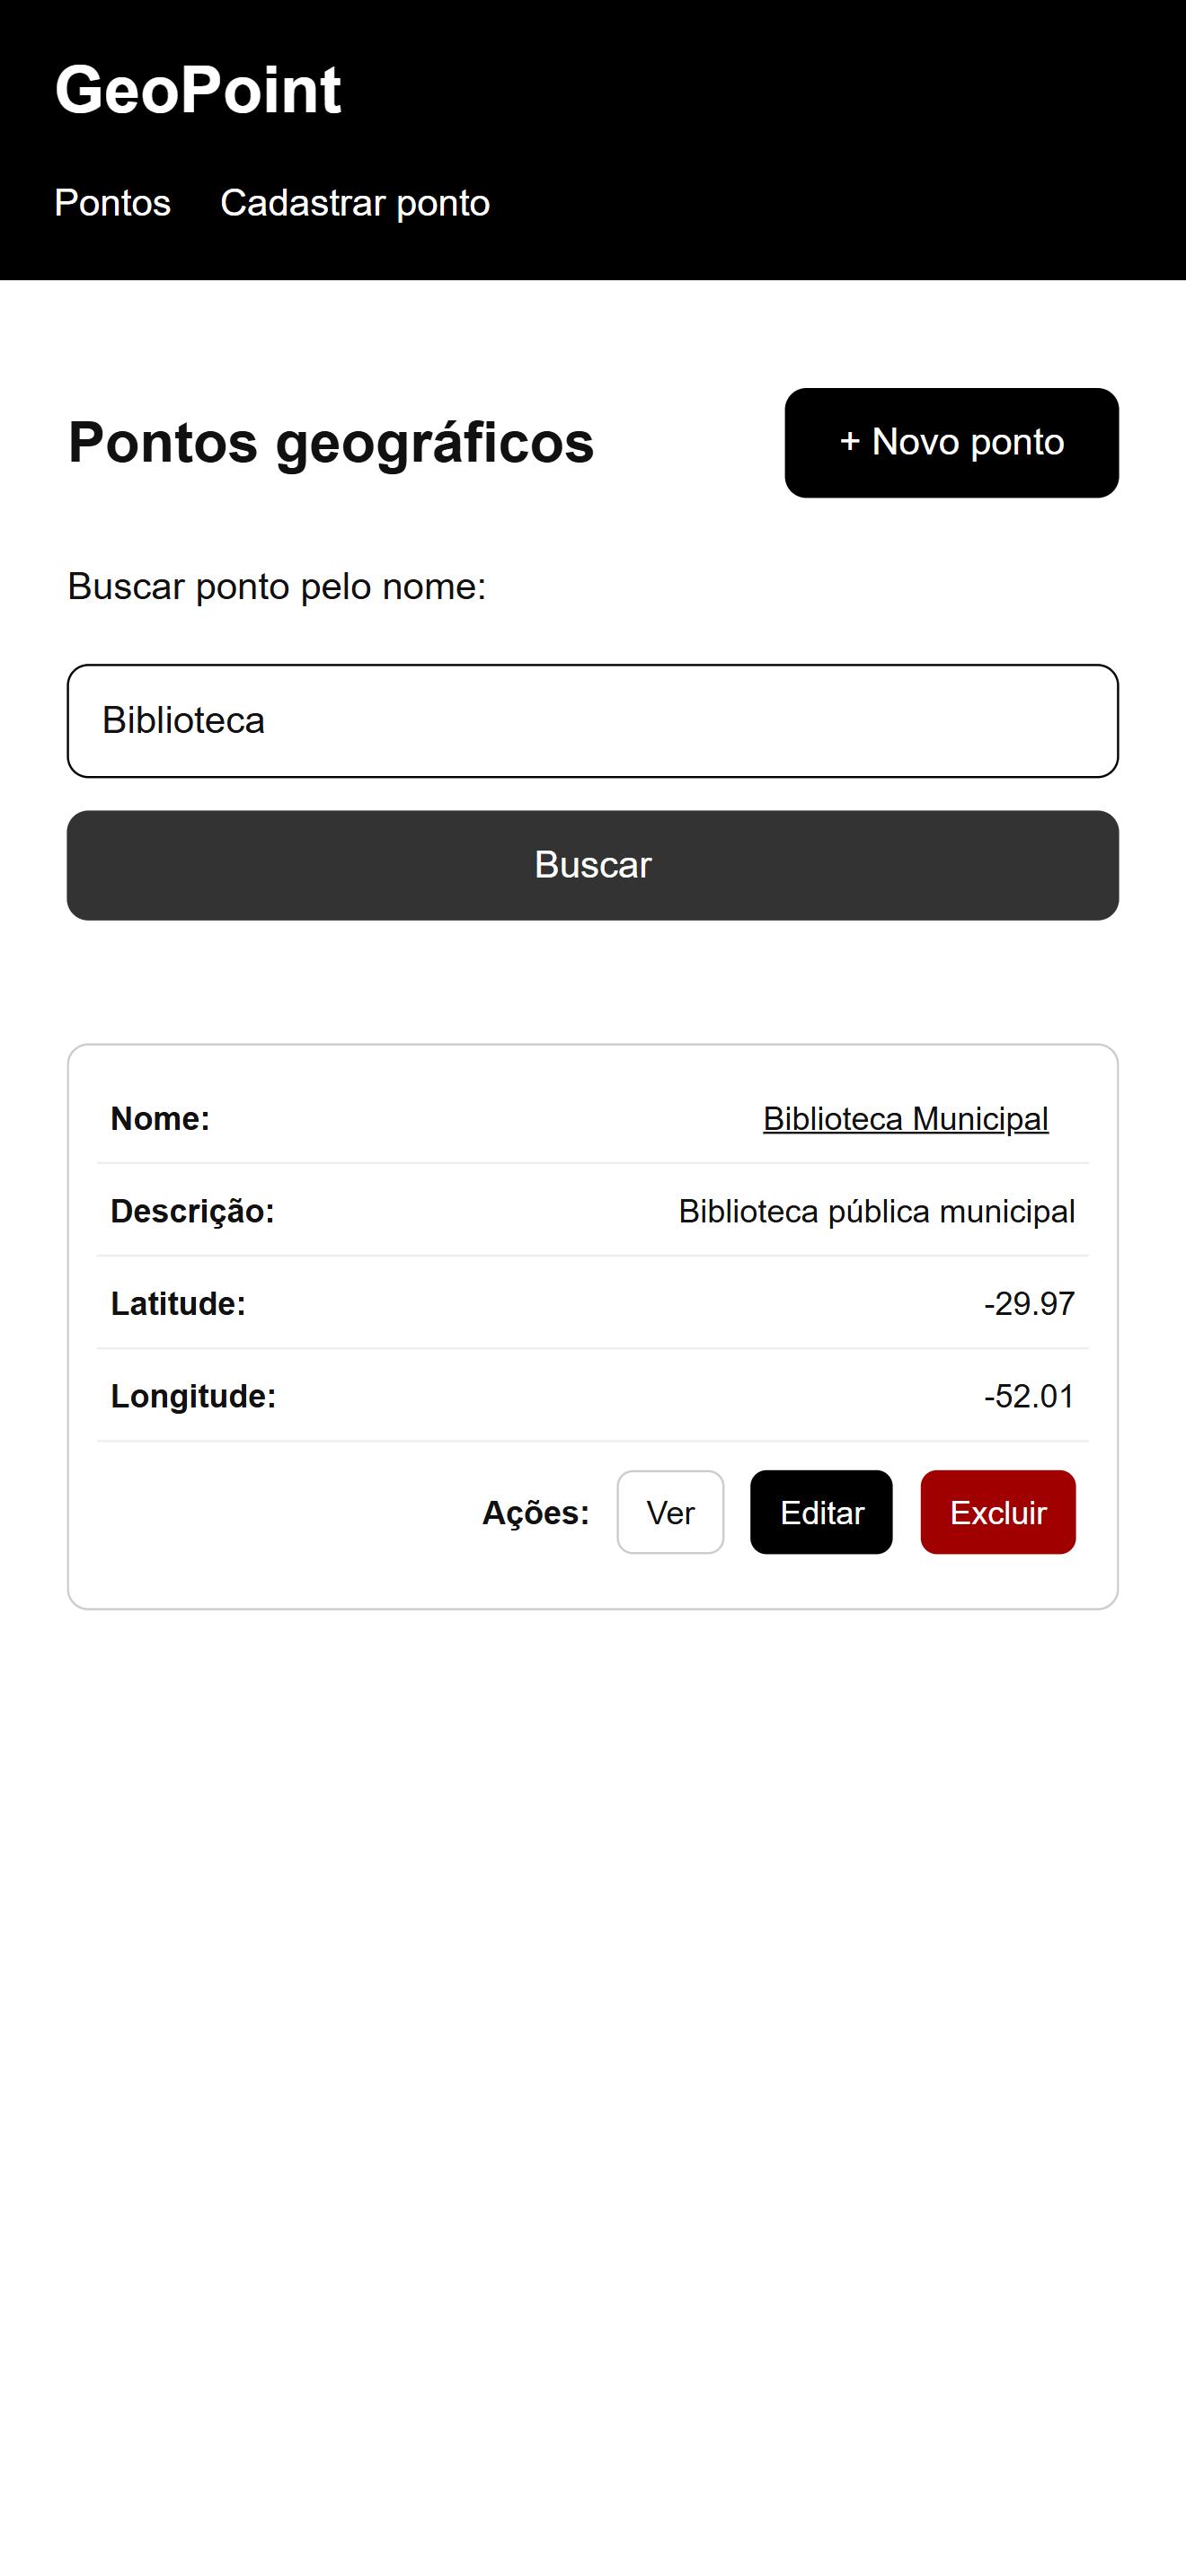 GeoPoint
Pontos Cadastrar ponto
Pontos geográficos + Novo ponto
Buscar ponto pelo nome:
Biblioteca
Buscar
Nome: Biblioteca Municipal
Descrição: Biblioteca pública municipal
Latitude: -29.97
Longitude: -52.01
Ações: Ver Editar Excluir